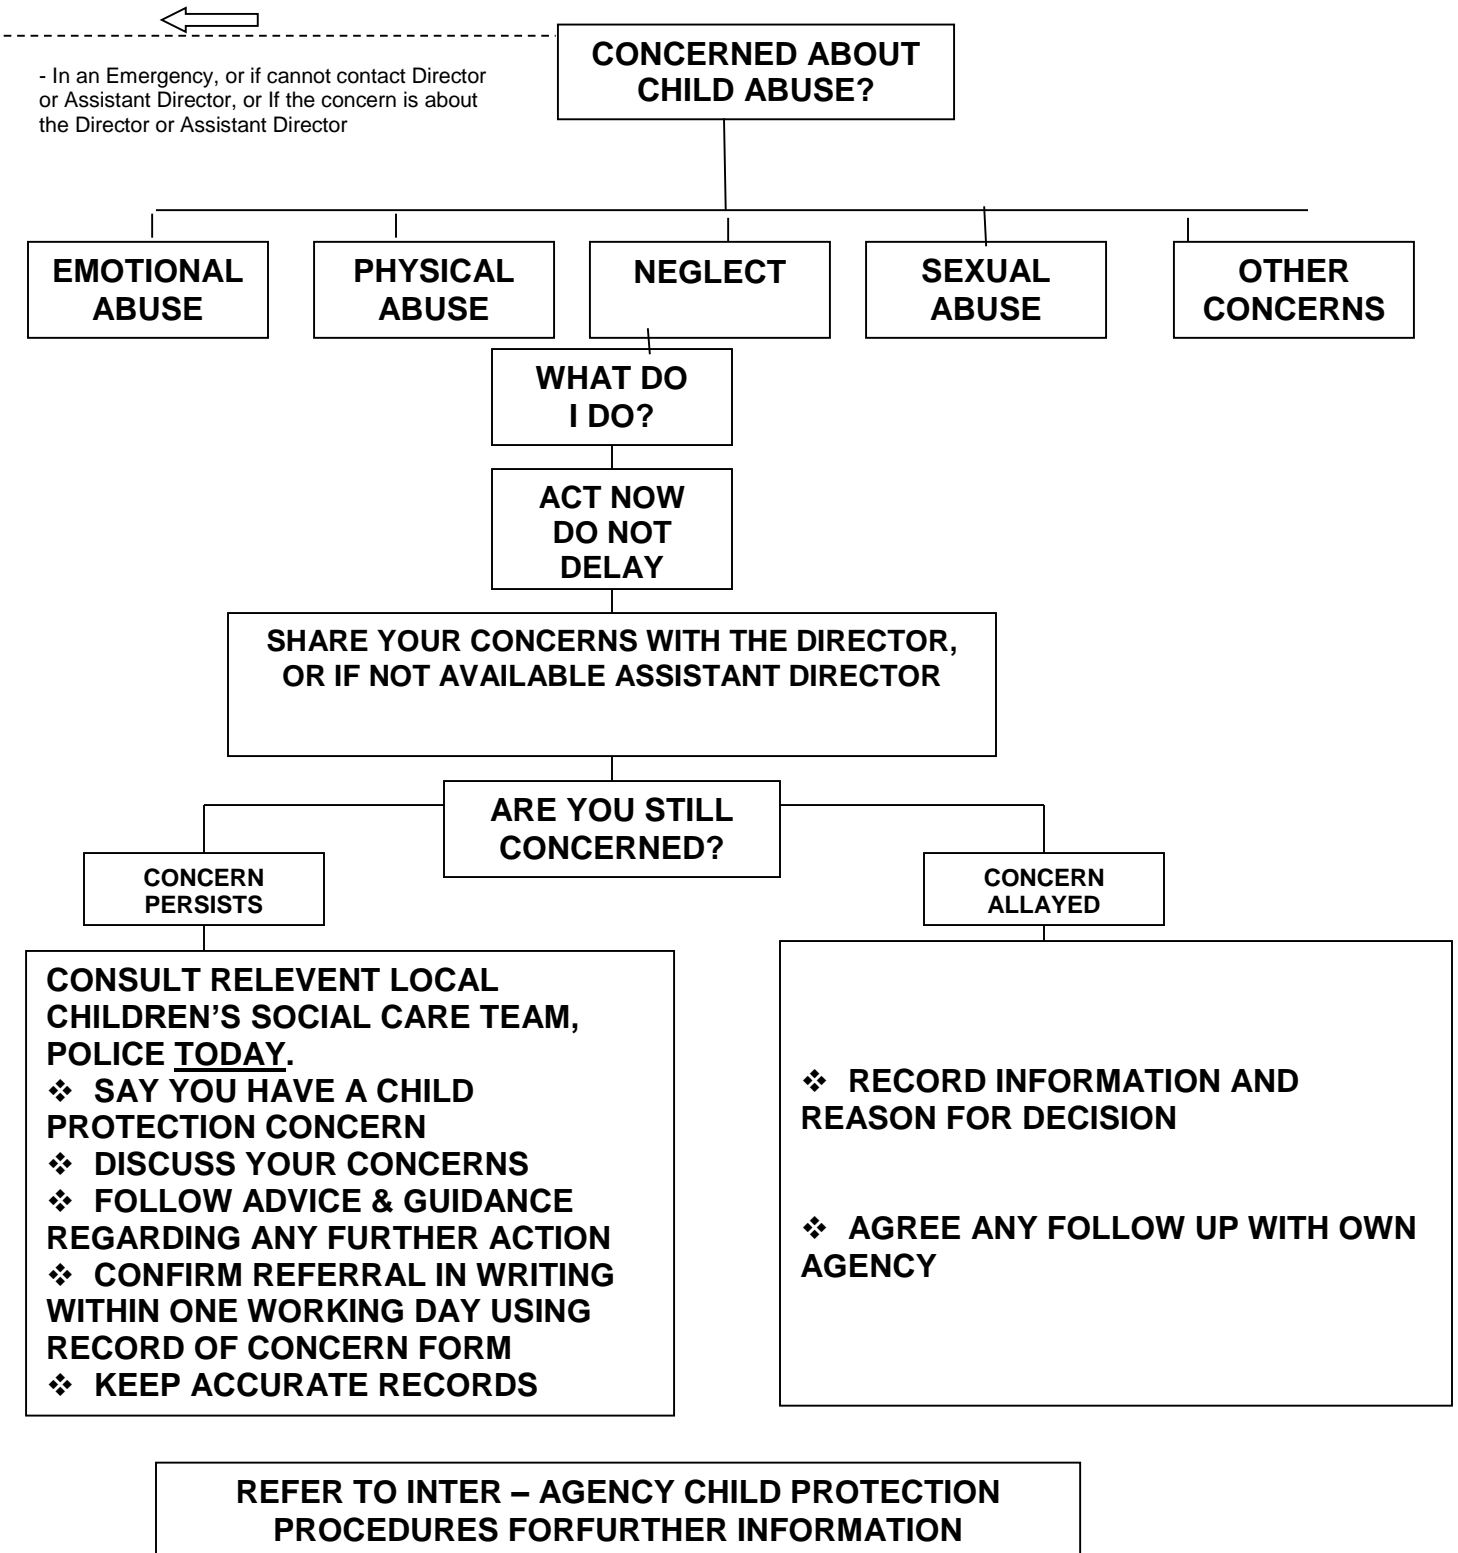 CONCERNED ABOUT
CHILD ABUSE?
- In an Emergency, or if cannot contact Director
or Assistant Director, or If the concern is about
the Director or Assistant Director
EMOTIONAL
ABUSE
PHYSICAL
ABUSE
NEGLECT
SEXUAL
ABUSE
OTHER
CONCERNS
WHAT DO
I DO?
ACT NOW
DO NOT
DELAY
SHARE YOUR CONCERNS WITH THE DIRECTOR,
OR IF NOT AVAILABLE ASSISTANT DIRECTOR
ARE YOU STILL
CONCERNED?
CONCERN
PERSISTS
CONCERN
ALLAYED
CONSULT RELEVENT LOCAL
CHILDREN’S SOCIAL CARE TEAM,
POLICE TODAY.
❖ SAY YOU HAVE A CHILD
PROTECTION CONCERN
❖ DISCUSS YOUR CONCERNS
❖ FOLLOW ADVICE & GUIDANCE
REGARDING ANY FURTHER ACTION
❖ CONFIRM REFERRAL IN WRITING
WITHIN ONE WORKING DAY USING
RECORD OF CONCERN FORM
❖ KEEP ACCURATE RECORDS
❖ RECORD INFORMATION AND
REASON FOR DECISION
❖ AGREE ANY FOLLOW UP WITH OWN
AGENCY
REFER TO INTER – AGENCY CHILD PROTECTION
PROCEDURES FORFURTHER INFORMATION